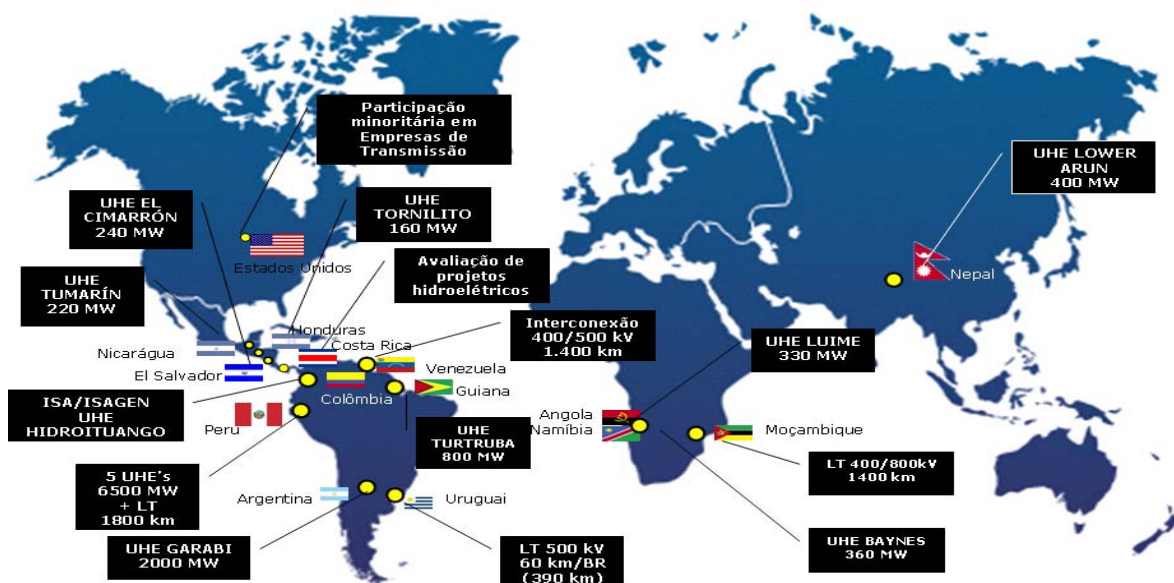 Participação
minoritária em
Empresas de
Transmissão
UHE LOWER
ARUN
400 MW
UHE EL
CIMARRÓN
240 MW
UHE
TORNILITO
160 MW
Estados Unidos
Avaliação de
projetos
hidroelétricos
Nepal
UHE
TUMARÍN
220 MW
Honduras
Interconexão
400/500 kV
1.400 km
Nicarágua
Costa Rica
UHE LUIME
330 MW
El Salvador
Venezuela
Colômbia
Guiana
ISA/ISAGEN
UHE
HIDROITUANGO
Peru
UHE
TURTRUBA
800 MW
Angola
Namíbia
Moçambique
5 UHE's
6500 MW
+ LT
1800 km
LT 400/800kV
1400 km
Argentina
Uruguai
UHE GARABI
2000 MW
LT 500 kV
60 km/BR
(390 km)
UHE BAYNES
360 MW